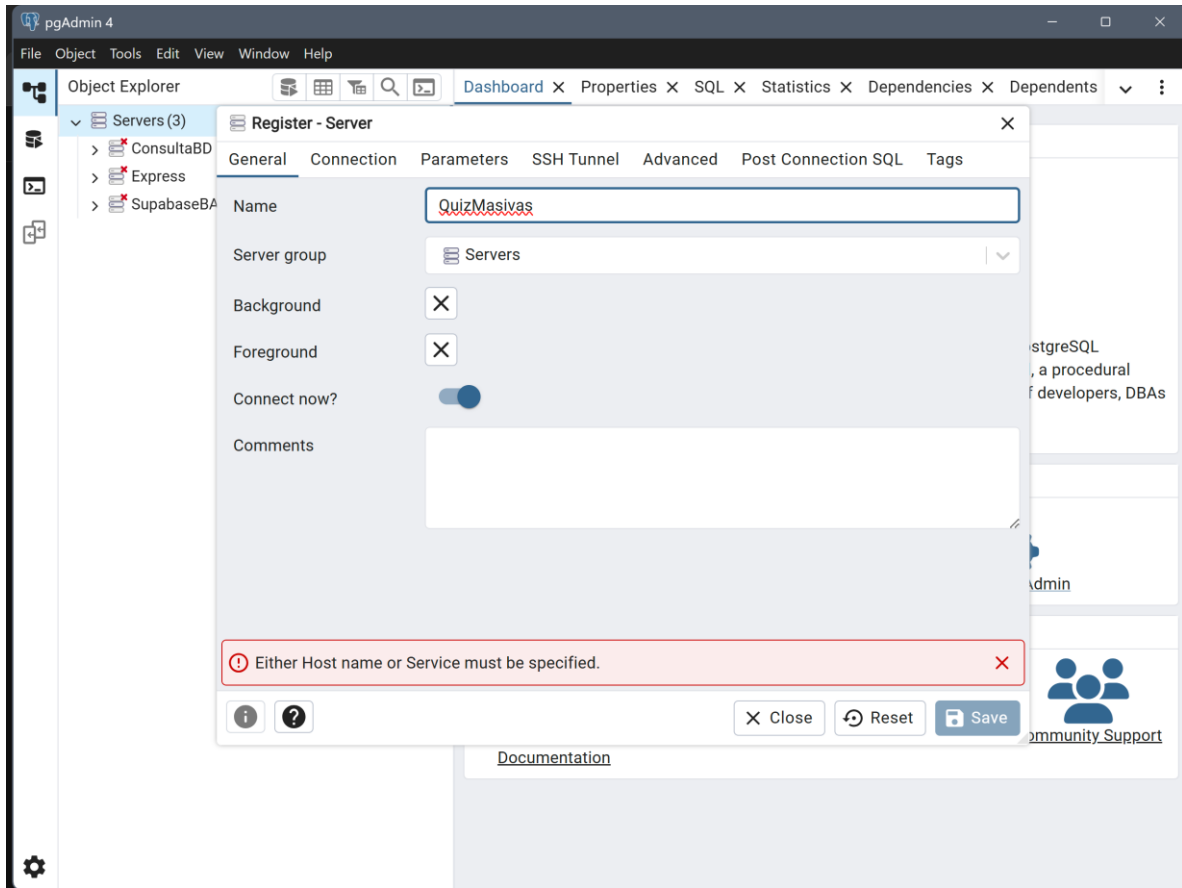 pgAdmin 4
File Object Tools Edit View Window Help
Object Explorer
Dashboard Properties SQL Statistics Dependencies Dependents
Servers (3)
ConsultaBD
Express
SupabaseBA
Register - Server
General Connection Parameters SSH Tunnel Advanced Post Connection SQL Tags
Name QuizMasivas
Server group Servers
Background
Foreground
Connect now?
Comments
stgreSQL
, a procedural
f developers, DBAs
Admin
Either Host name or Service must be specified.
Close Reset Save
ommunity Support
Documentation